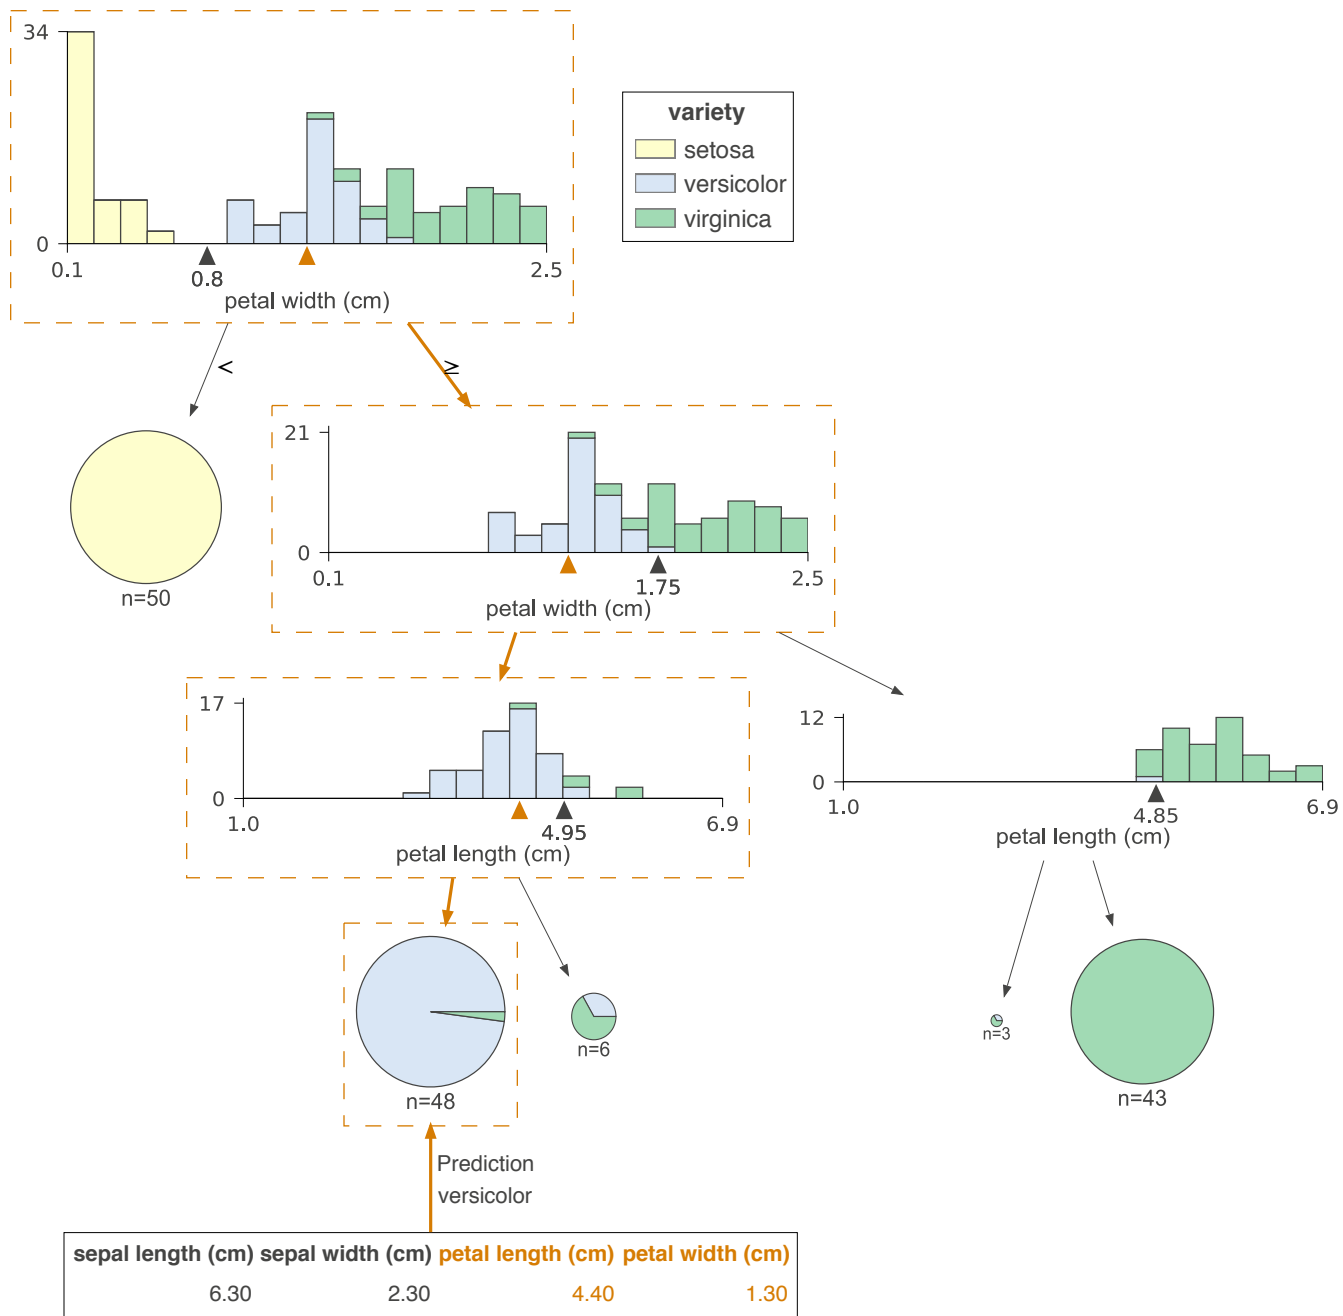 34
0
0.1
0.8
2.5
petal width (cm)
variety
setosa
versicolor
virginica
<
≥
n=50
21
0
0.1
1.75
2.5
petal width (cm)
17
0
1.0
4.95
6.9
petal length (cm)
12
0
1.0
4.85
6.9
petal length (cm)
n=48
n=6
n=3
n=43
Prediction
versicolor
sepal length (cm) sepal width (cm) petal length (cm) petal width (cm)
6.30 2.30 4.40 1.30